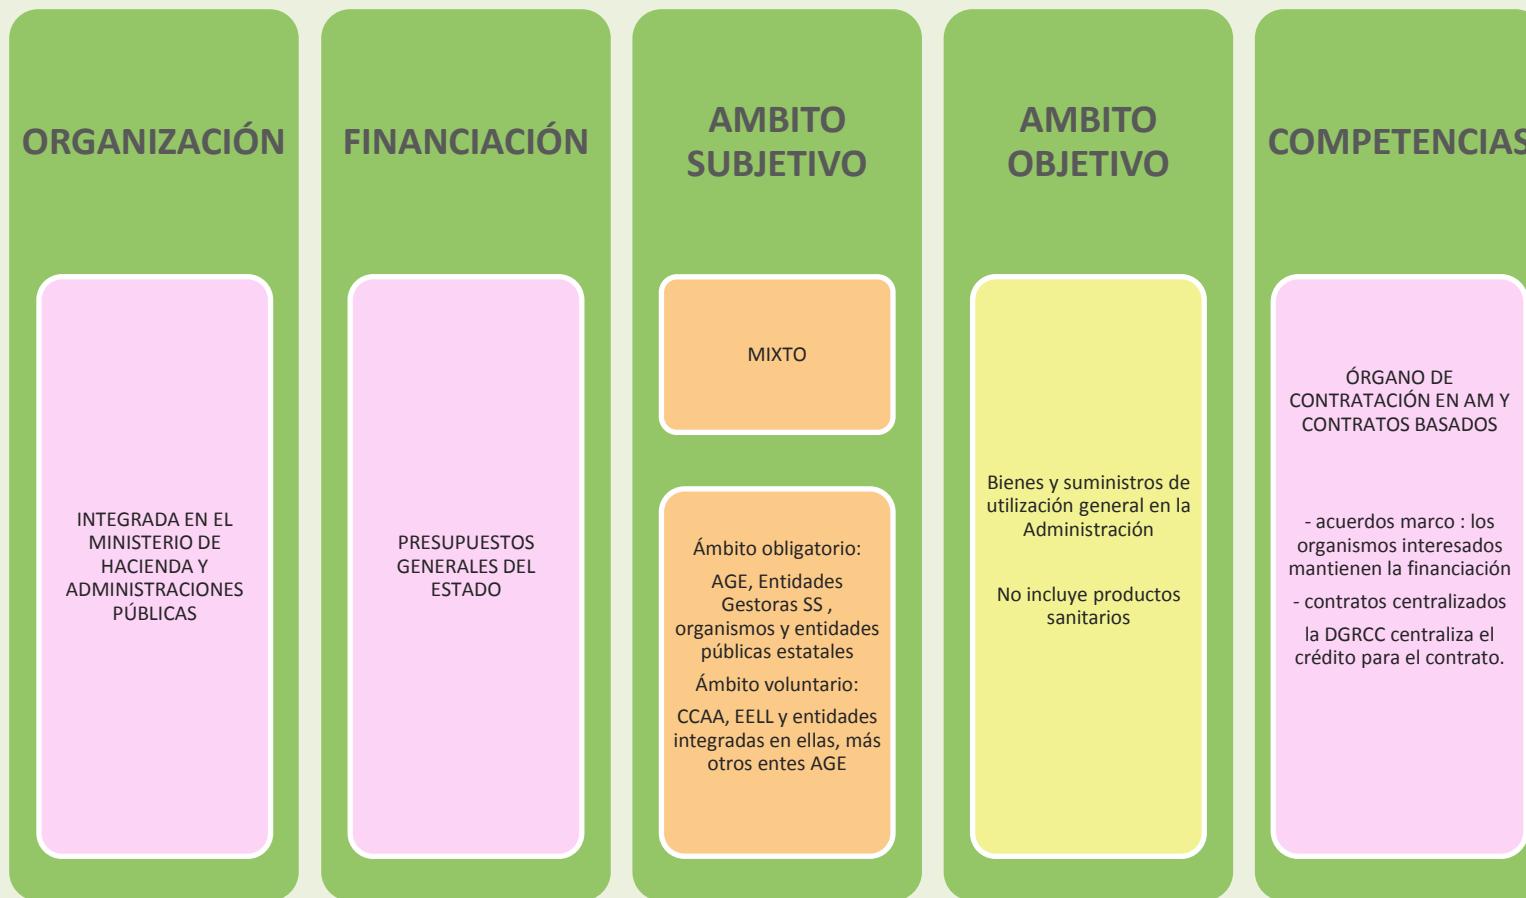 ORGANIZACIÓN
INTEGRADA EN EL
MINISTERIO DE
HACIENDA Y
ADMINISTRACIONES
PÚBLICAS
FINANCIACIÓN
PRESUPUESTOS
GENERALES DEL
ESTADO
AMBITO
SUBJETIVO
MIXTO
Ámbito obligatorio:
AGE, Entidades
Gestoras SS ,
organismos y entidades
públicas estatales
Ámbito voluntario:
CCAA, EELL y entidades
integradas en ellas, más
otros entes AGE
AMBITO
OBJETIVO
Bienes y suministros de
utilización general en la
Administración
No incluye productos
sanitarios
COMPETENCIAS
ÓRGANO DE
CONTRATACIÓN EN AM Y
CONTRATOS BASADOS
- acuerdos marco : los
organismos interesados
mantienen la financiación
- contratos centralizados
la DGRCC centraliza el
crédito para el contrato.